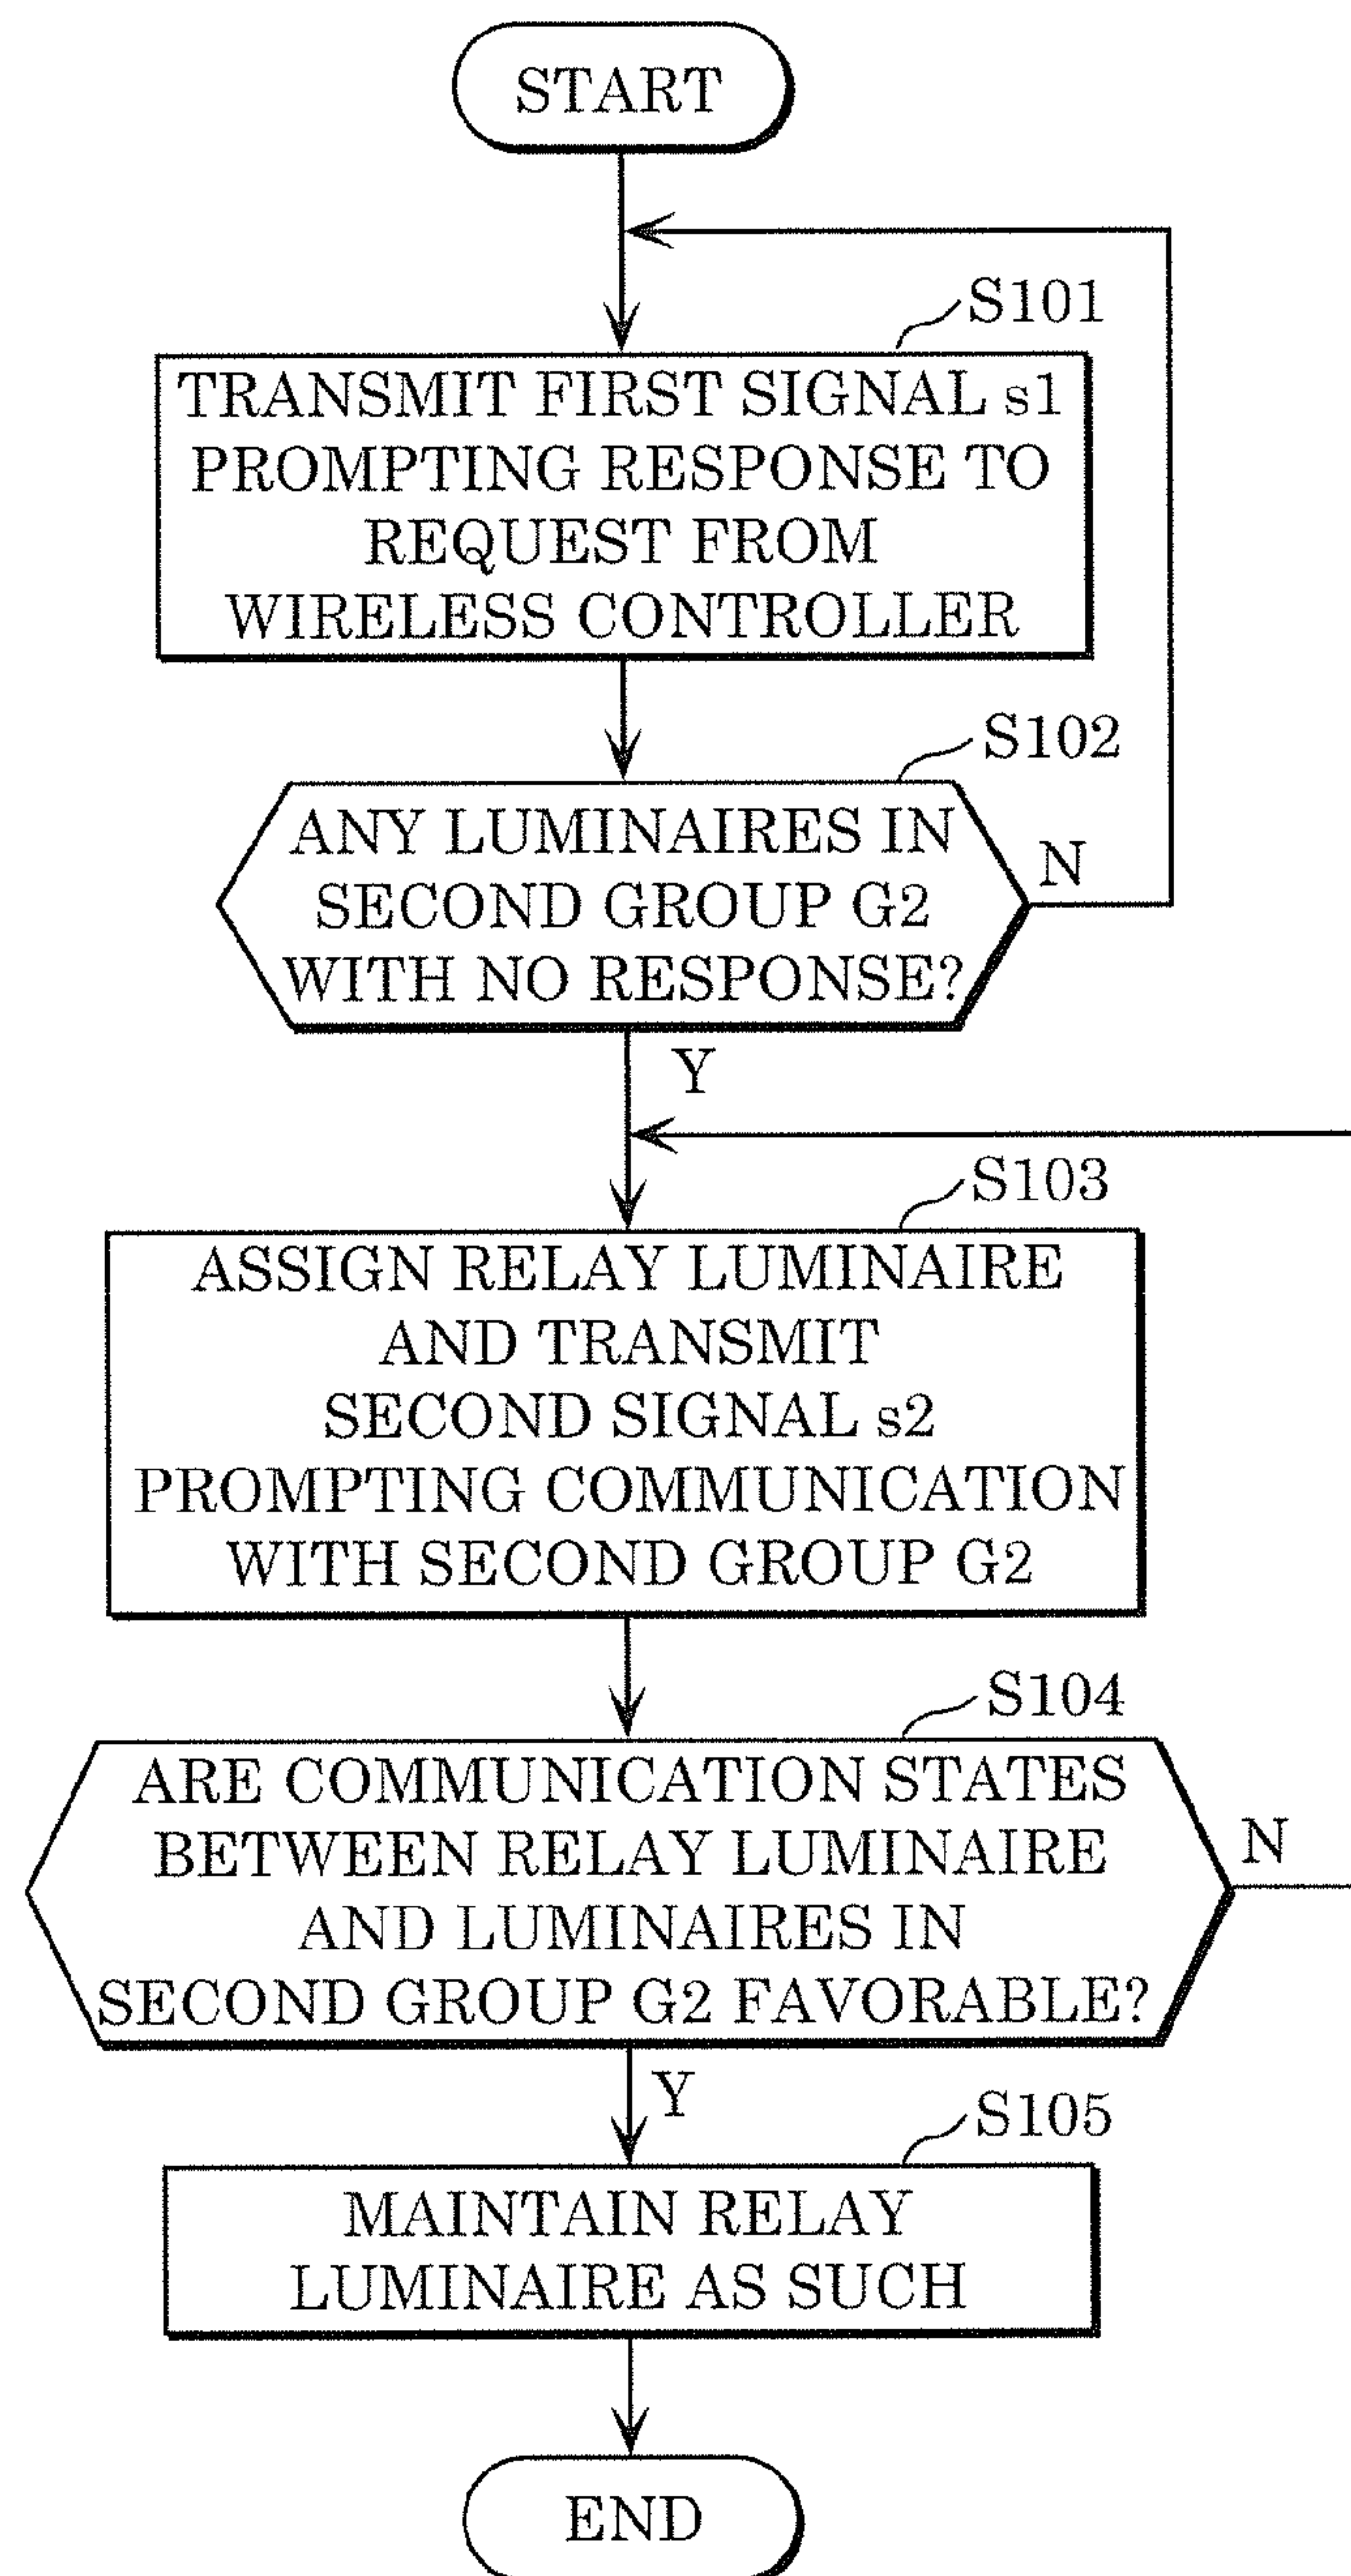 START
S101
TRANSMIT FIRST SIGNAL s1
PROMPTING RESPONSE TO
REQUEST FROM
WIRELESS CONTROLLER
S102
ANY LUMINAIRES IN
SECOND GROUP G2
WITH NO RESPONSE?
N
Y
S103
ASSIGN RELAY LUMINAIRE
AND TRANSMIT
SECOND SIGNAL s2
PROMPTING COMMUNICATION
WITH SECOND GROUP G2
S104
ARE COMMUNICATION STATES
BETWEEN RELAY LUMINAIRE
AND LUMINAIRES IN
SECOND GROUP G2 FAVORABLE?
N
Y
S105
MAINTAIN RELAY
LUMINAIRE AS SUCH
END